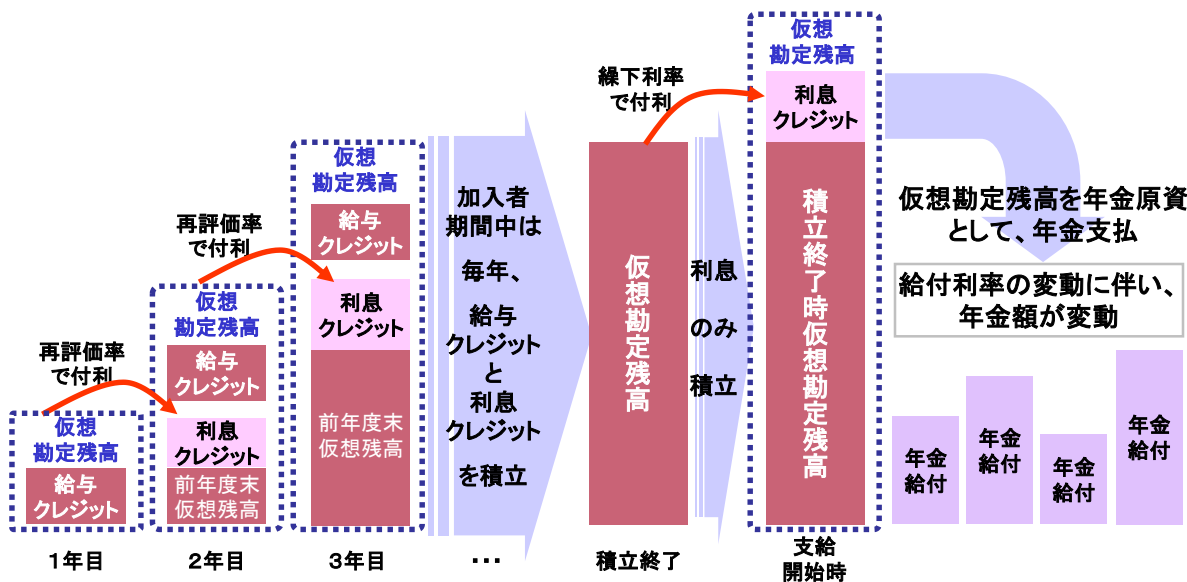 再評価率
で付利
仮想
勘定残高
給与
クレジット
1年目
再評価率
で付利
仮想
勘定残高
給与
クレジット
利息
クレジット
前年度末
仮想残高
2年目
仮想
勘定残高
給与
クレジット
利息
クレジット
前年度末
仮想残高
3年目
加入者
期間中は
毎年、
給与
クレジット
と
利息
クレジット
を積立
…
繰下利率
で付利
仮想勘定残高
積立終了
利息
のみ
積立
仮想
勘定残高
利息
クレジット
積立終了時仮想勘定残高
支給
開始時
仮想勘定残高を年金原資
として、年金支払
給付利率の変動に伴い、
年金額が変動
年金
給付
年金
給付
年金
給付
年金
給付